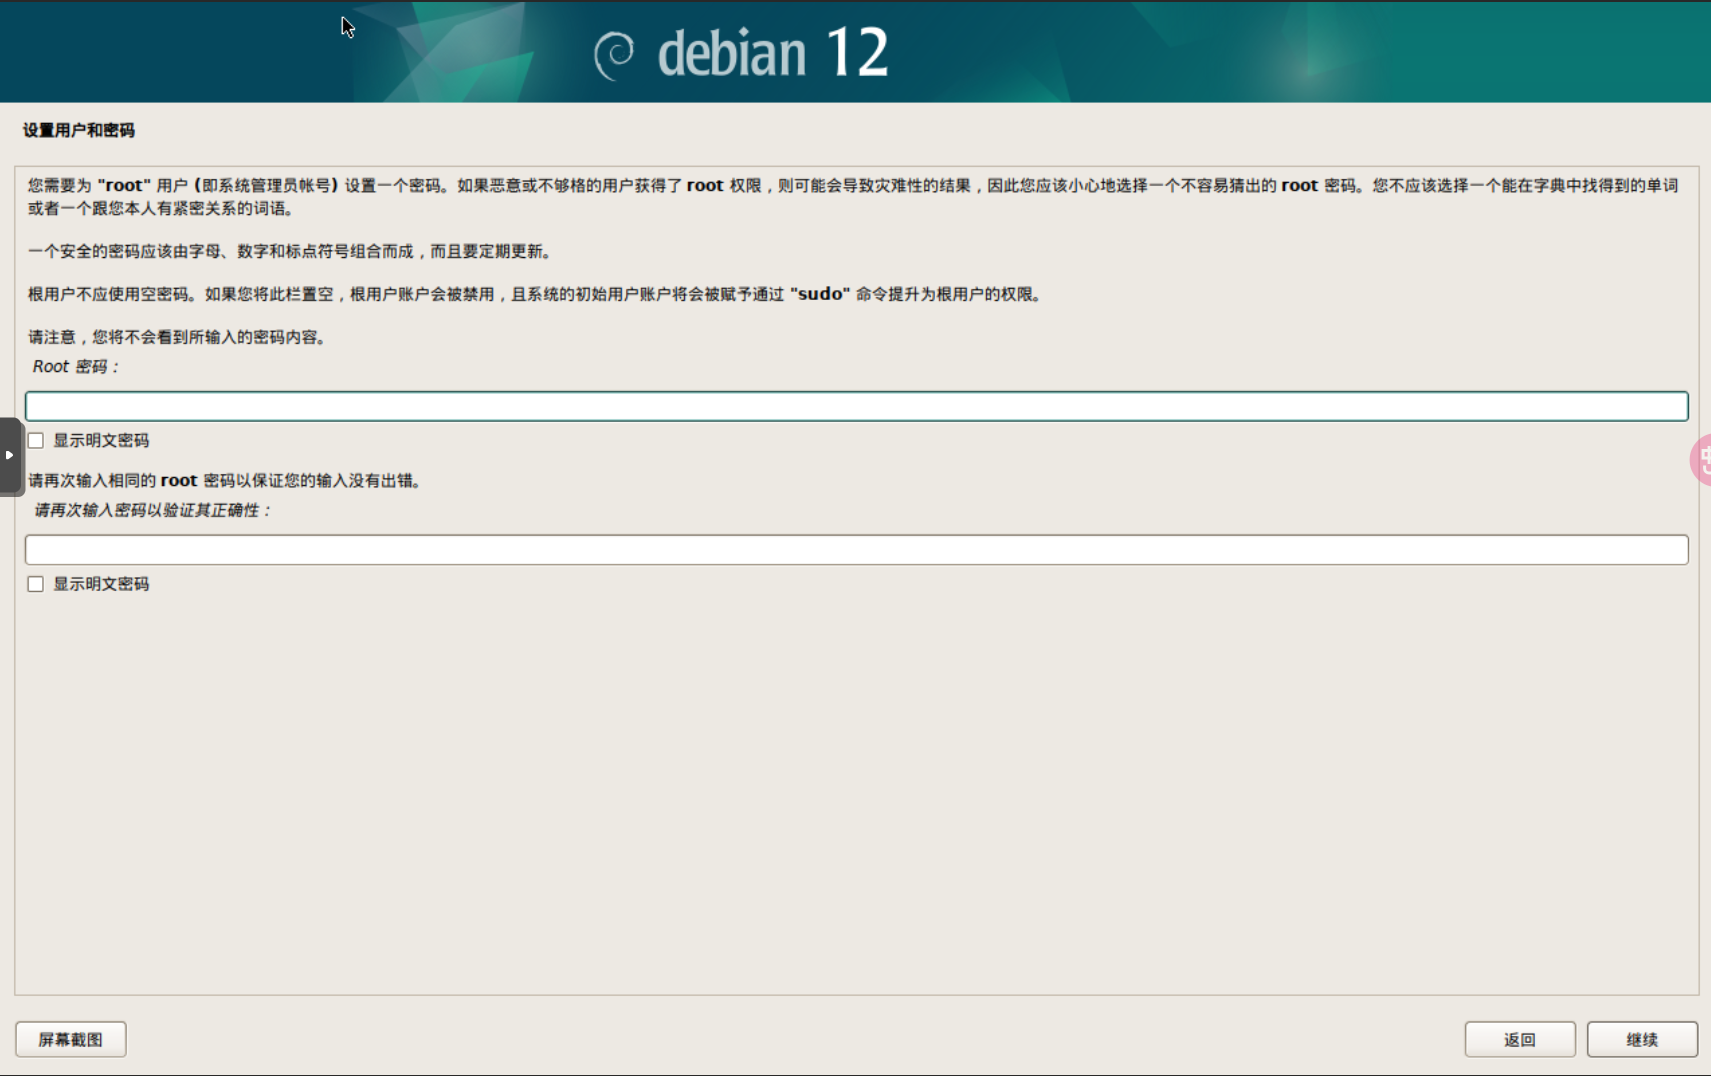 debian 12
设置用户和密码
您需要为 "root" 用户 (即系统管理员帐号) 设置一个密码。如果恶意或不够格的用户获得了 root 权限，则可能会导致灾难性的结果，因此您应该小心地选择一个不容易猜出的 root 密码。您不应该选择一个能在字典中找得到的单词
或者一个跟您本人有紧密关系的词语。
一个安全的密码应该由字母、数字和标点符号组合而成，而且要定期更新。
根用户不应使用空密码。如果您将此栏置空，根用户账户会被禁用，且系统的初始用户账户将会被赋予通过 "sudo" 命令提升为根用户的权限。
请注意，您将不会看到所输入的密码内容。
Root 密码：
显示明文密码
请再次输入相同的 root 密码以保证您的输入没有出错。
请再次输入密码以验证其正确性：
显示明文密码
屏幕截图
返回
继续